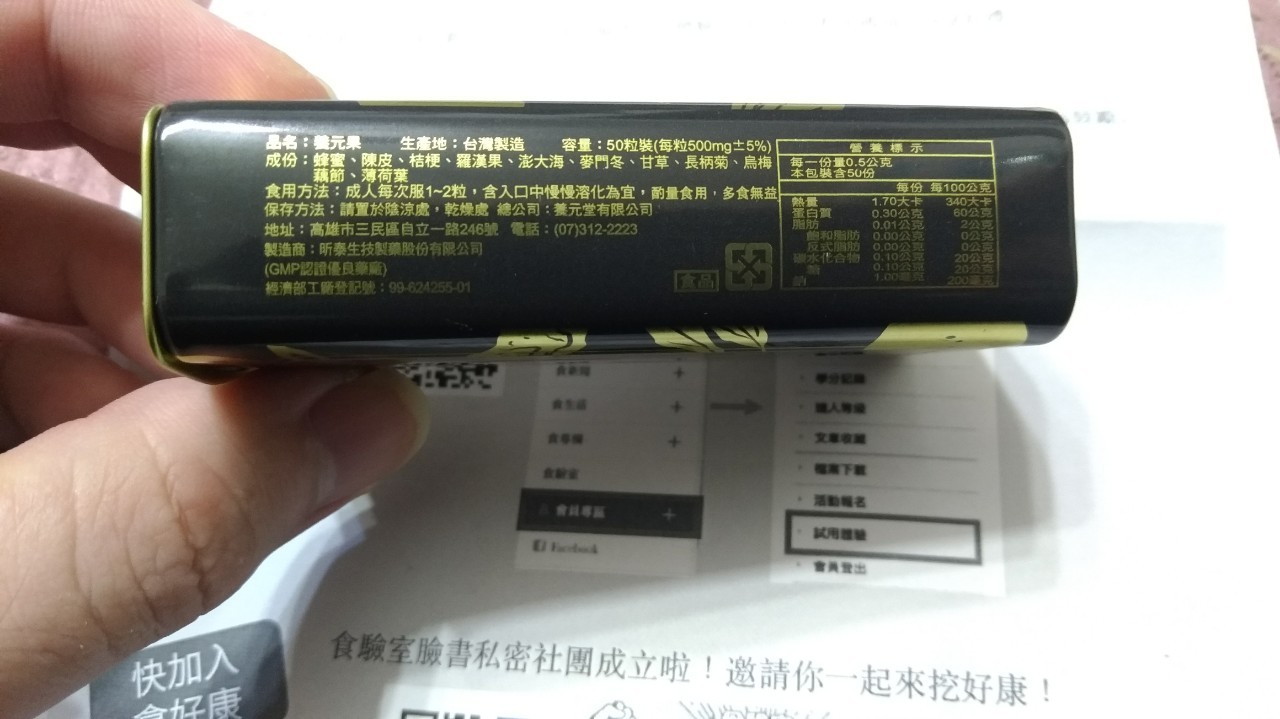 品名：養元果 生產地：台灣製造 容量：50粒裝(每粒500mg±5%)
成份：蜂蜜、陳皮、桔梗、羅漢果、澎大海、麥門冬、甘草、長柄菊、烏梅
藕節、薄荷葉
食用方法：成人每次服1~2粒，含入口中慢慢溶化為宜，酌量食用，多食無益
保存方法：請置於陰涼處，乾燥處 總公司：養元堂有限公司
地址：高雄市三民區自立一路246號 電話：(07)312-2223
製造商：昕泰生技製藥股份有限公司
(GMP認證優良藥廠)
經濟部工廠登記號：99-624255-01
食品
營養標示
每一份量0.5公克
本包裝含50份
每份 每100公克
熱量 1.70大卡 340大卡
蛋白質 0.30公克 60公克
脂肪 0.01公克 2公克
飽和脂肪 0.00公克 0公克
反式脂肪 0.00公克 0公克
碳水化合物 0.10公克 20公克
糖 0.10公克 20公克
鈉 1.00毫克 200毫克
食新聞 +
食生活 +
食專欄 +
會員專區 +
Facebook
學分記錄
達人等級
文章收藏
檔案下載
活動報名
試用體驗
會員登出
食驗室臉書私密社團成立啦！邀請你一起來挖好康！
快加入
食好康